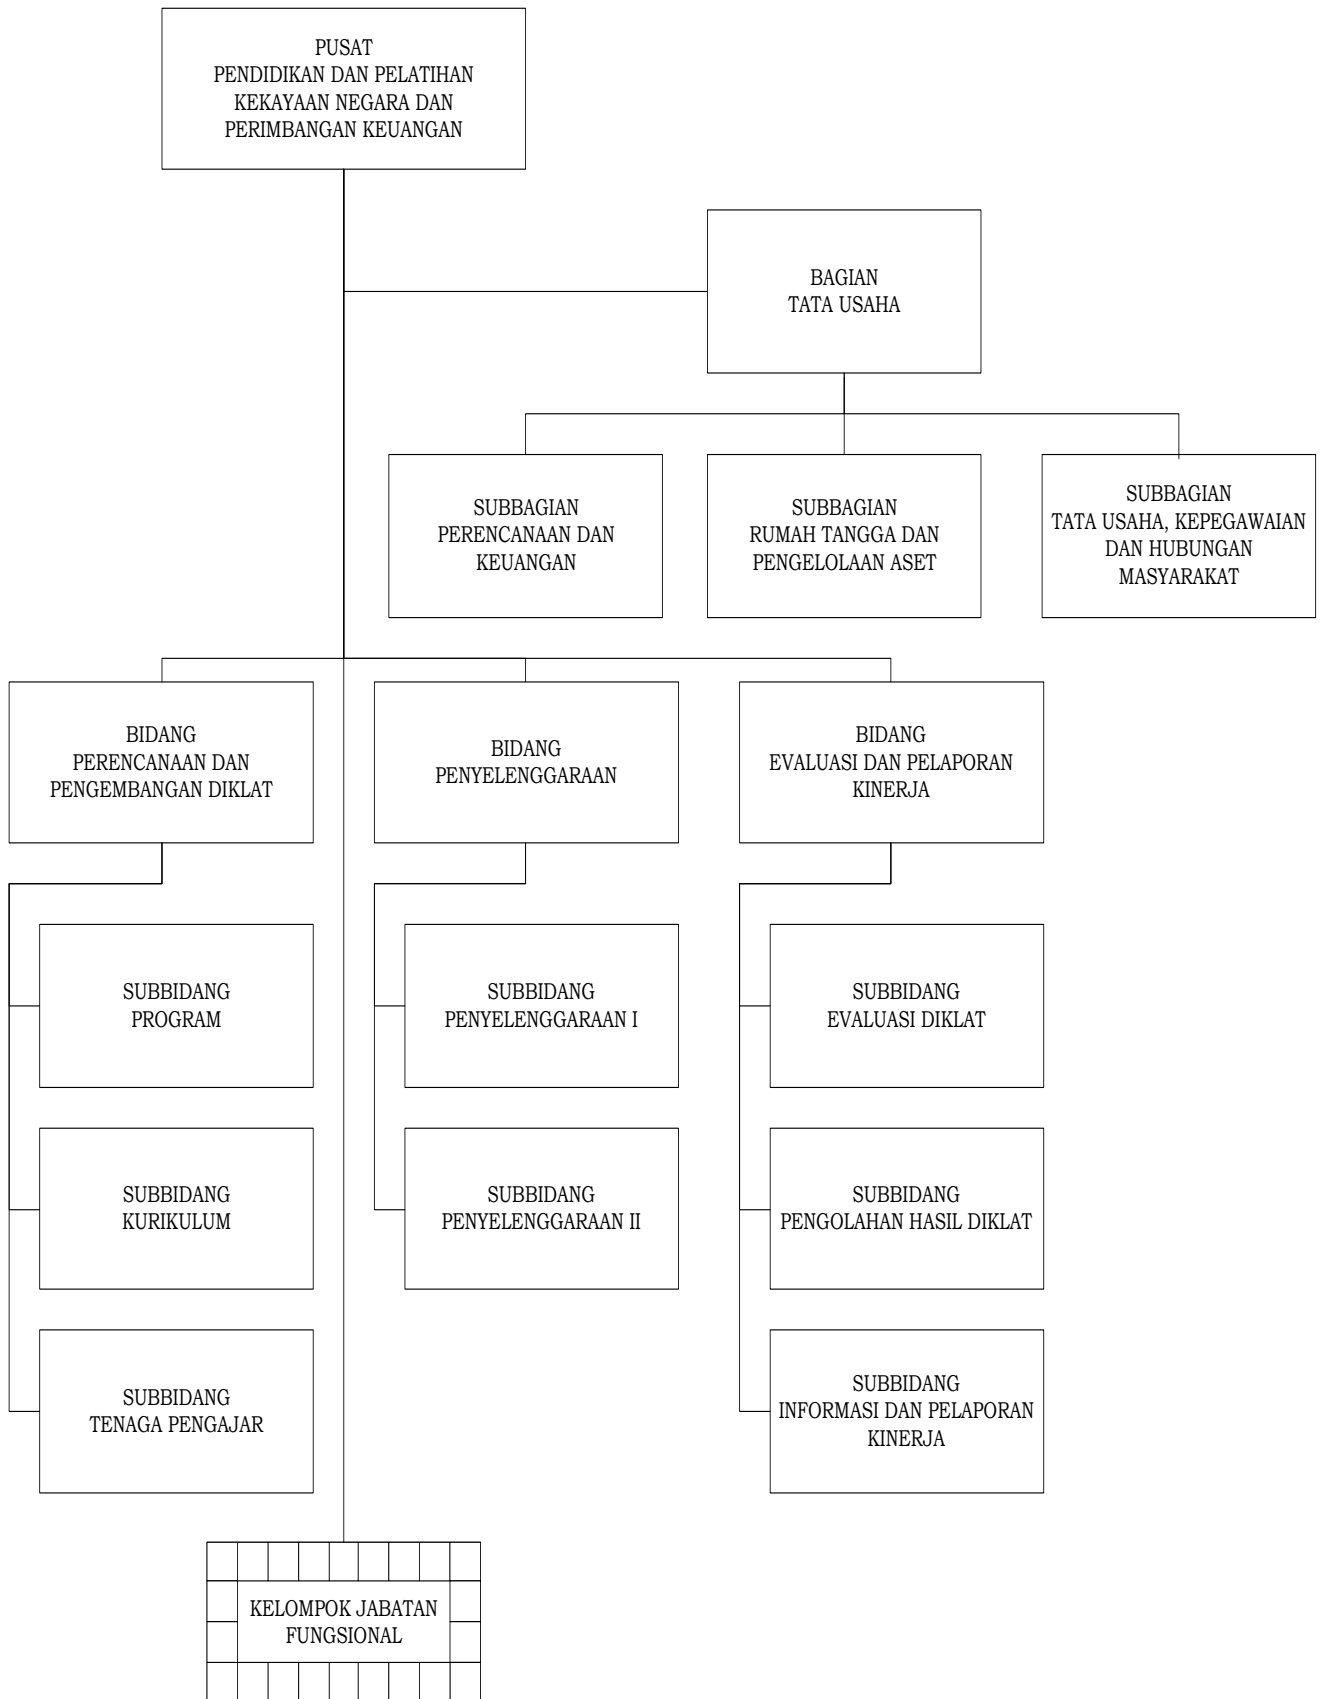 PUSAT
PENDIDIKAN DAN PELATIHAN
KEKAYAAN NEGARA DAN
PERIMBANGAN KEUANGAN
BAGIAN
TATA USAHA
SUBBAGIAN
PERENCANAAN DAN
KEUANGAN
SUBBAGIAN
RUMAH TANGGA DAN
PENGELOLAAN ASET
SUBBAGIAN
TATA USAHA, KEPEGAWAIAN
DAN HUBUNGAN
MASYARAKAT
BIDANG
PERENCANAAN DAN
PENGEMBANGAN DIKLAT
BIDANG
PENYELENGGARAAN
BIDANG
EVALUASI DAN PELAPORAN
KINERJA
SUBBIDANG
PROGRAM
SUBBIDANG
PENYELENGGARAAN I
SUBBIDANG
EVALUASI DIKLAT
SUBBIDANG
KURIKULUM
SUBBIDANG
PENYELENGGARAAN II
SUBBIDANG
PENGOLAHAN HASIL DIKLAT
SUBBIDANG
TENAGA PENGAJAR
SUBBIDANG
INFORMASI DAN PELAPORAN
KINERJA
KELOMPOK JABATAN
FUNGSIONAL